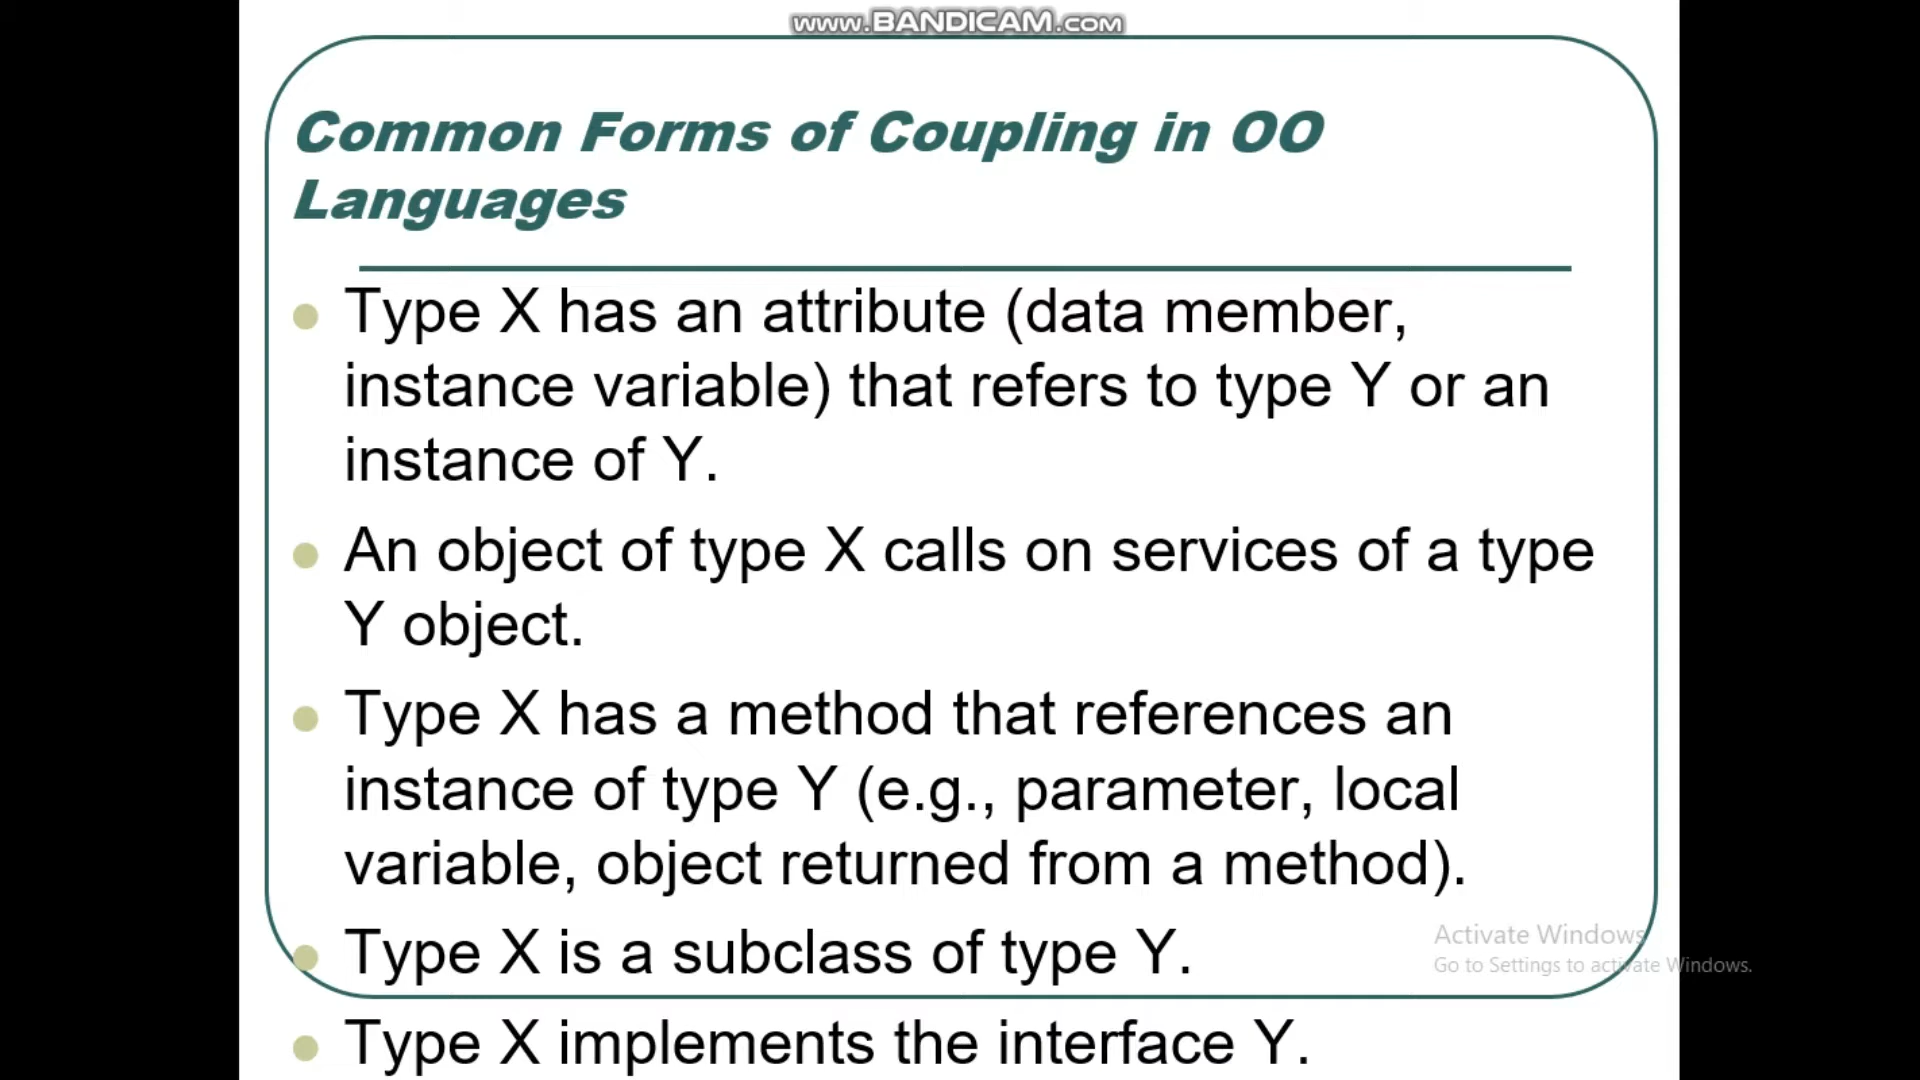 www.BANDICAM.com
Common Forms of Coupling in OO
Languages
Type X has an attribute (data member,
instance variable) that refers to type Y or an
instance of Y.
An object of type X calls on services of a type
Y object.
Type X has a method that references an
instance of type Y (e.g., parameter, local
variable, object returned from a method).
Type X is a subclass of type Y.
Activate Windows
Go to Settings to activate Windows.
Type X implements the interface Y.